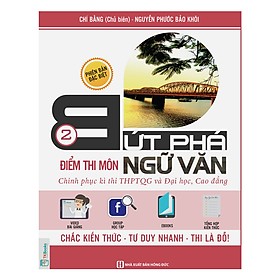 CHI BẰNG (Chủ biên) - NGUYỄN PHƯỚC BẢO KHÔI
PHIÊN BẢN
ĐẶC BIỆT
2
BỨT PHÁ
ĐIỂM THI MÔN NGỮ VĂN
Chinh phục kì thi THPTQG và Đại học, Cao đẳng
VIDEO
BÀI GIẢNG
GROUP
HỌC TẬP
EBOOKS
TỔNG HỢP
KIẾN THỨC
CHẮC KIẾN THỨC - TƯ DUY NHANH - THI LÀ ĐỖ!
NHÀ XUẤT BẢN HỒNG ĐỨC